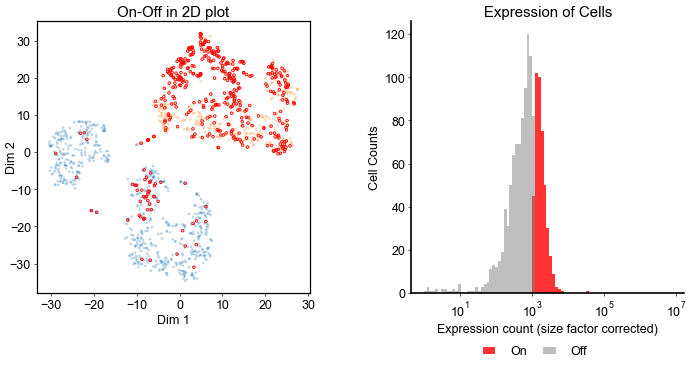 On-Off in 2D plot
Dim 2
30
20
10
0
−10
−20
−30
−30 −20 −10 0 10 20 30
Dim 1
Expression of Cells
Cell Counts
120
100
80
60
40
20
0
10^1 10^3 10^5 10^7
Expression count (size factor corrected)
On Off